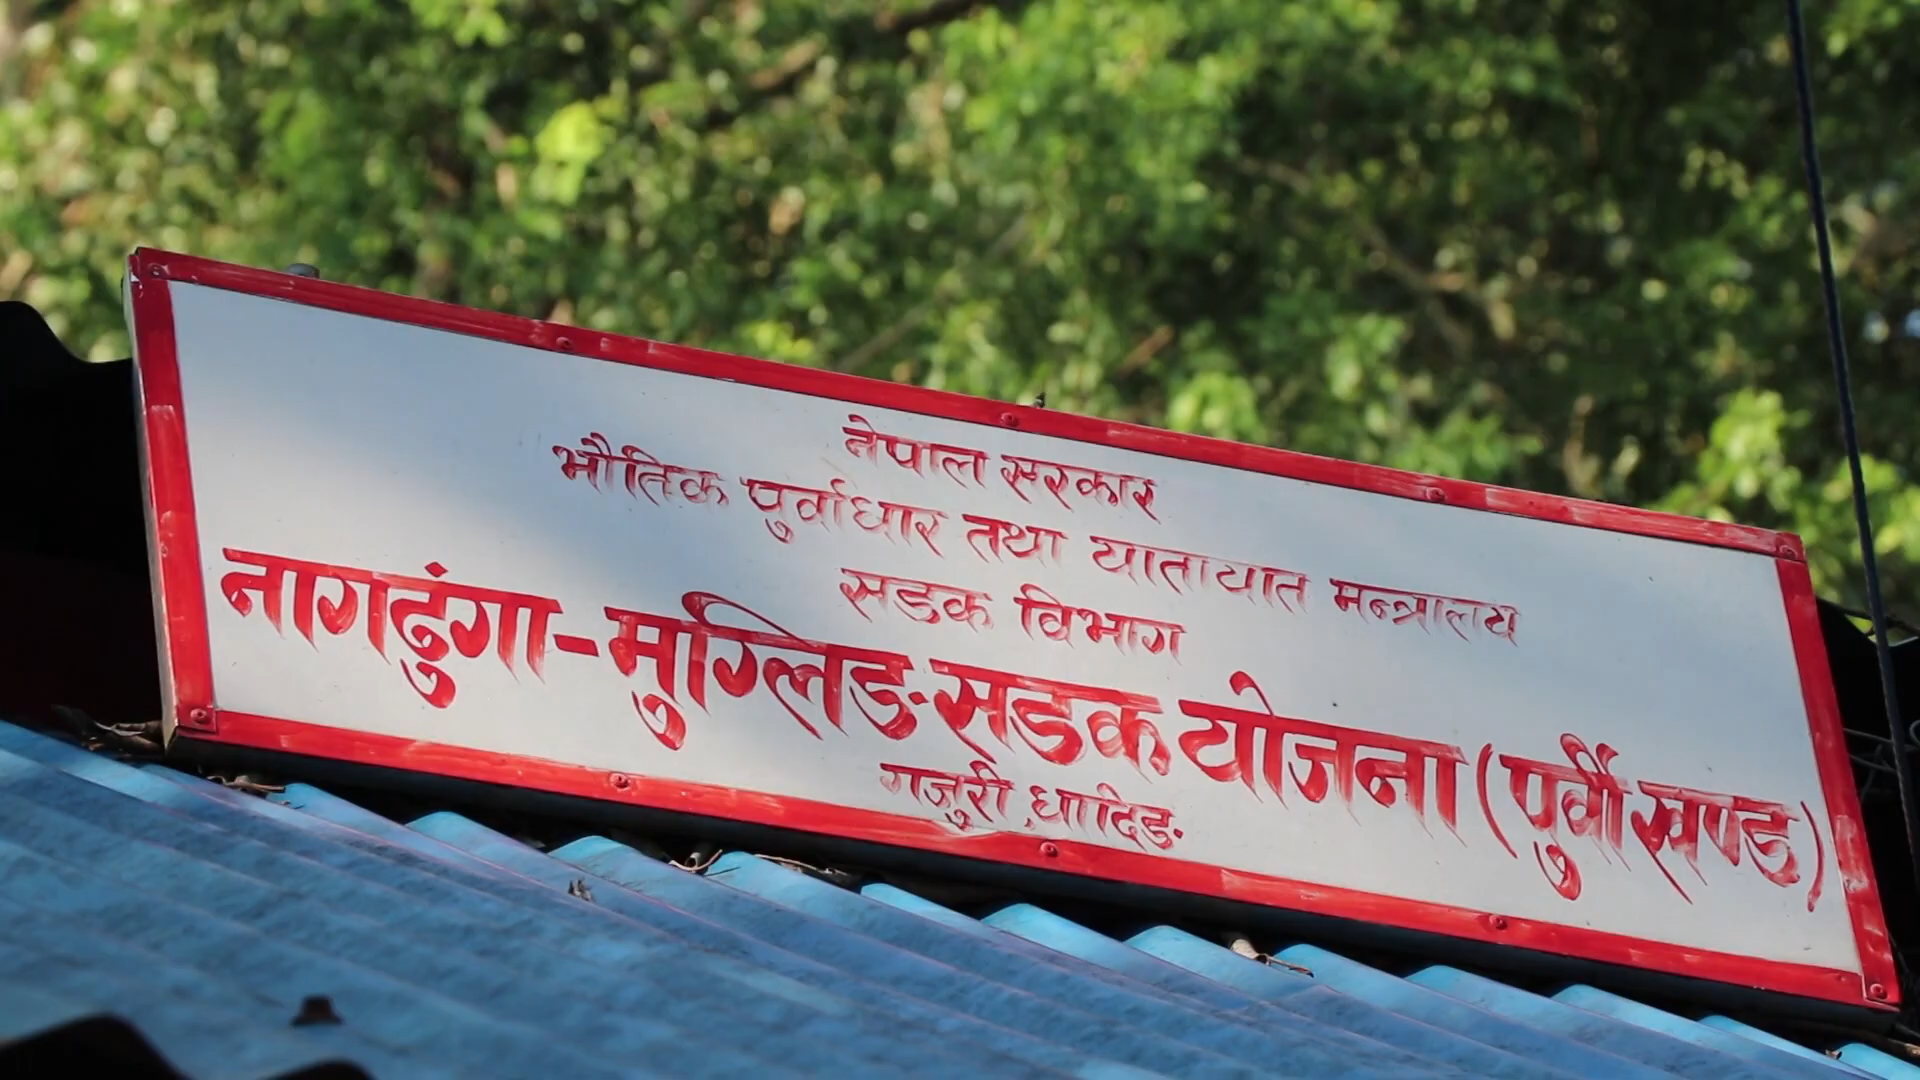 नेपाल सरकार
भौतिक पुर्वाधार तथा यातायात मन्त्रालय
सडक विभाग
नागढुंगा-मुग्लिङ-सडक योजना (पुर्वी खण्ड)
गजुरी, धादिङ.